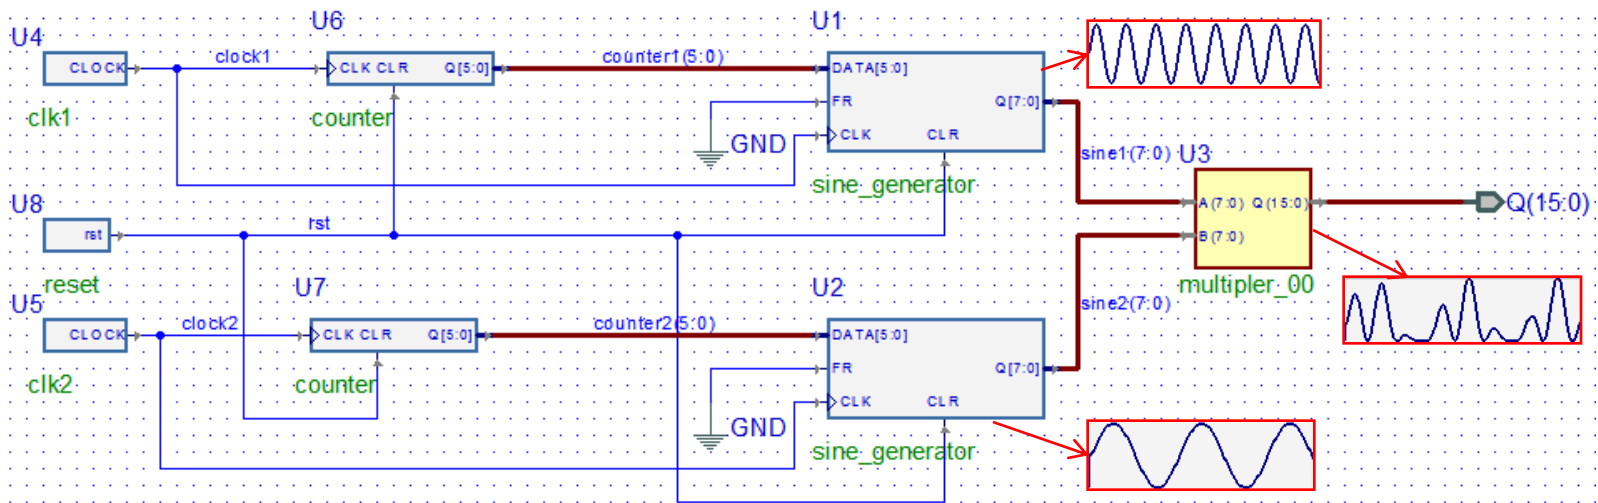 U4
CLOCK
clk1
clock1
U6
CLK CLR Q[5:0]
counter
counter1(5:0)
U1
DATA[5:0]
FR
Q[7:0]
CLK
CLR
sine_generator
GND
sine1(7:0)
U3
A(7:0) Q(15:0)
B(7:0)
multipler_00
Q(15:0)
U8
rst
reset
rst
U5
CLOCK
clk2
clock2
U7
CLK CLR Q[5:0]
counter
counter2(5:0)
U2
DATA[5:0]
FR
Q[7:0]
CLK
CLR
sine_generator
GND
sine2(7:0)